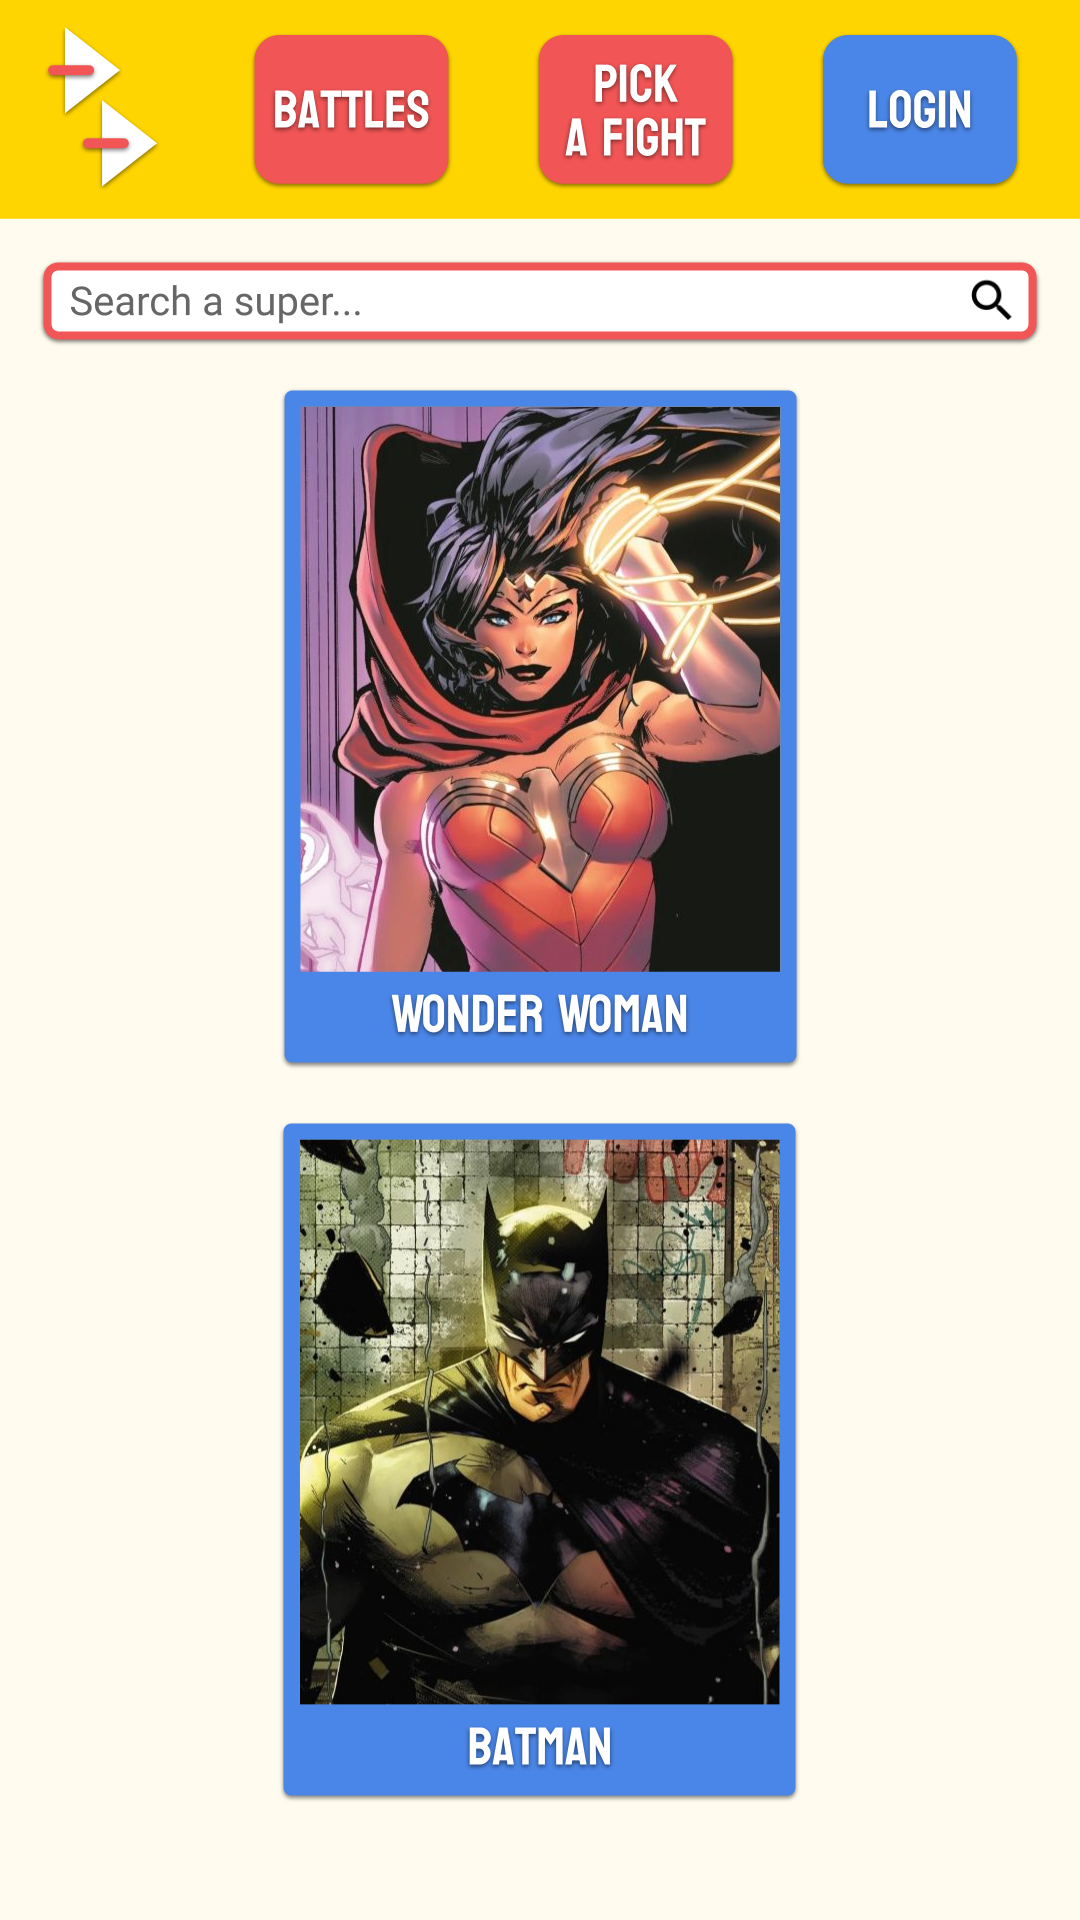 BATTLES
PICK
A FIGHT
LOGIN
Search a super...
WONDER WOMAN
BATMAN